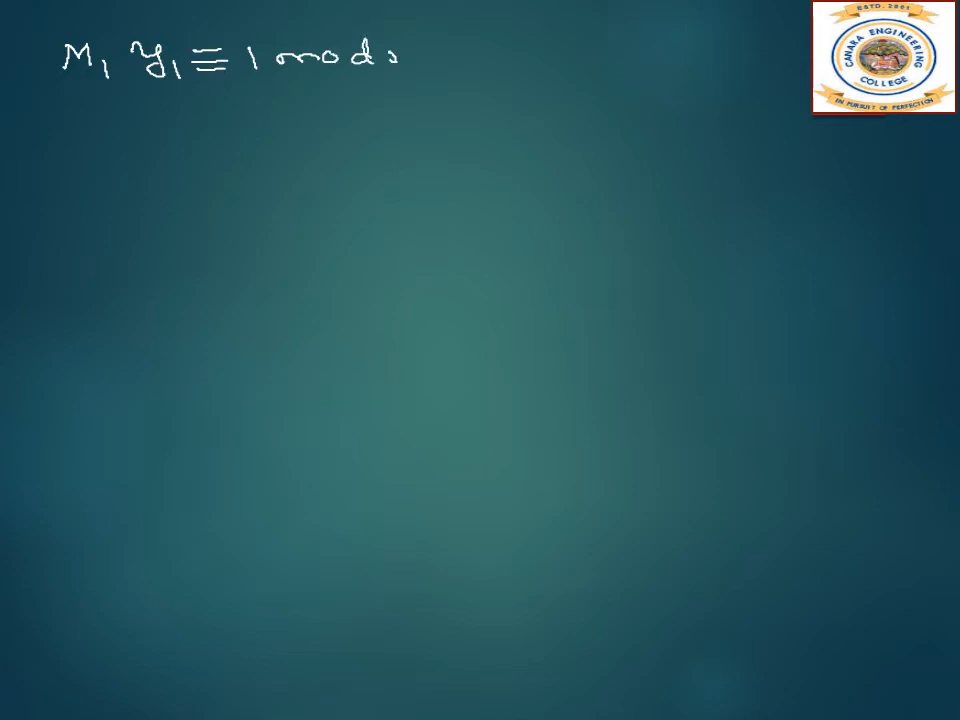 M₁ y₁ ≡ 1 mod
ESTD. 2001
CANARA ENGINEERING COLLEGE
IN PURSUIT OF PERFECTION